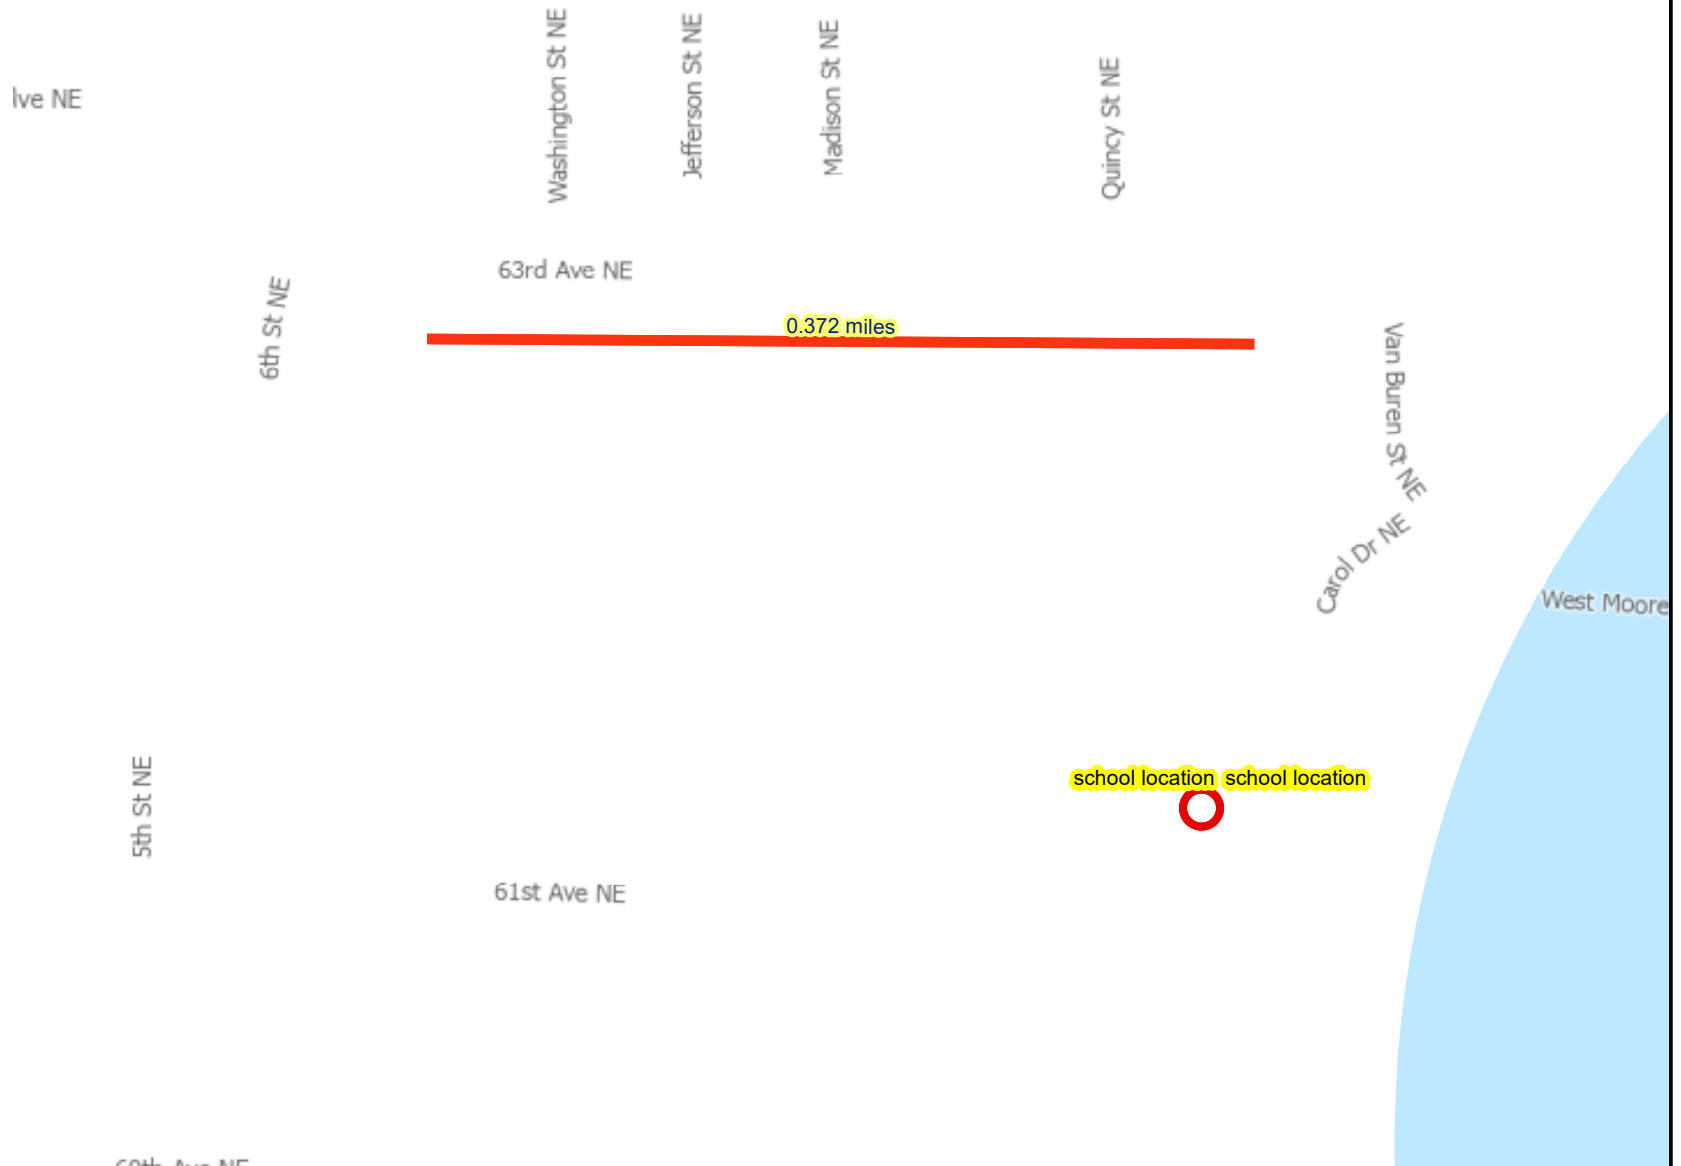 Washington St NE
Jefferson St NE
Madison St NE
Quincy St NE
NE
63rd Ave NE
6th St NE
0.372 miles
Van Buren St NE
Carol Dr NE
West Moore
school location school location
5th St NE
61st Ave NE